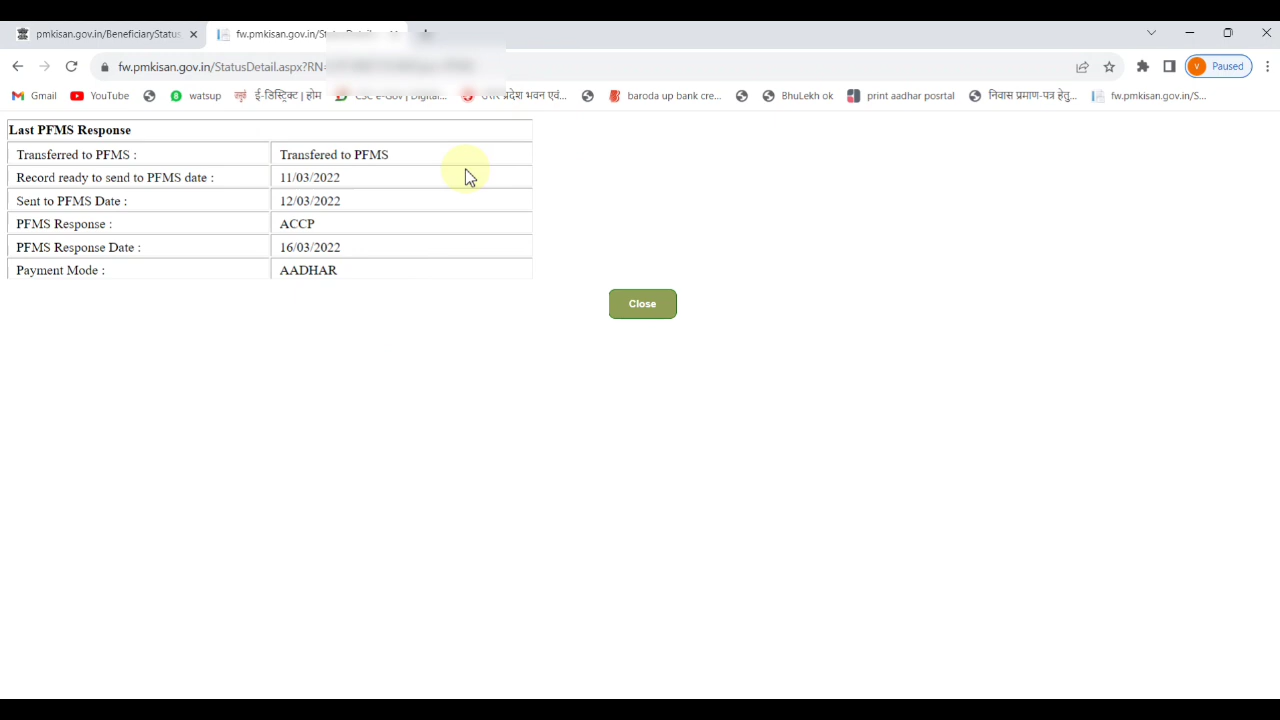 pmkisan.gov.in/BeneficiaryStatus
fw.pmkisan.gov.in/
fw.pmkisan.gov.in/StatusDetail.aspx?RN=
Paused
Gmail YouTube watsup ई-डिस्ट्रिक्ट | होम baroda up bank cre... BhuLekh ok print aadhar posrtal निवास प्रमाण-पत्र हेतु... fw.pmkisan.gov.in/S...
Last PFMS Response
Transferred to PFMS : Transfered to PFMS
Record ready to send to PFMS date : 11/03/2022
Sent to PFMS Date : 12/03/2022
PFMS Response : ACCP
PFMS Response Date : 16/03/2022
Payment Mode : AADHAR
Close